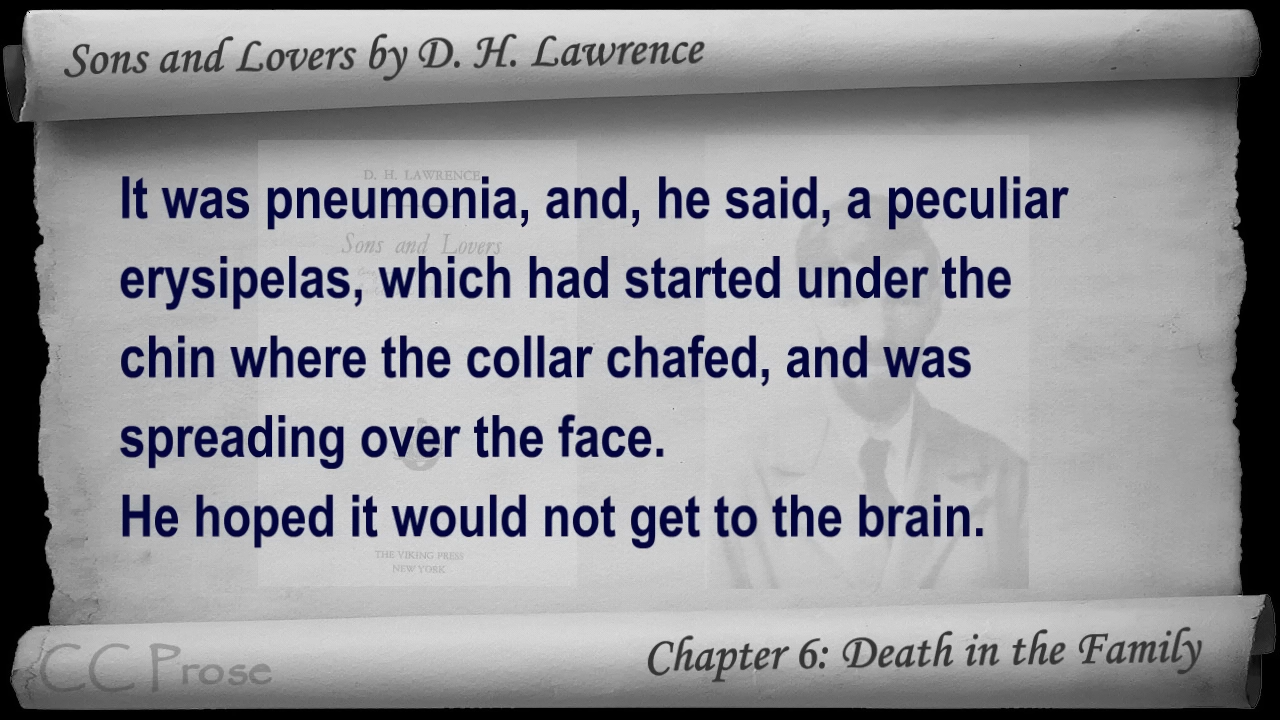 Sons and Lovers by D. H. Lawrence
D. H. LAWRENCE
Sons and Lovers
It was pneumonia, and, he said, a peculiar
erysipelas, which had started under the
chin where the collar chafed, and was
spreading over the face.
He hoped it would not get to the brain.
THE VIKING PRESS
NEW YORK
CC Prose
Chapter 6: Death in the Family